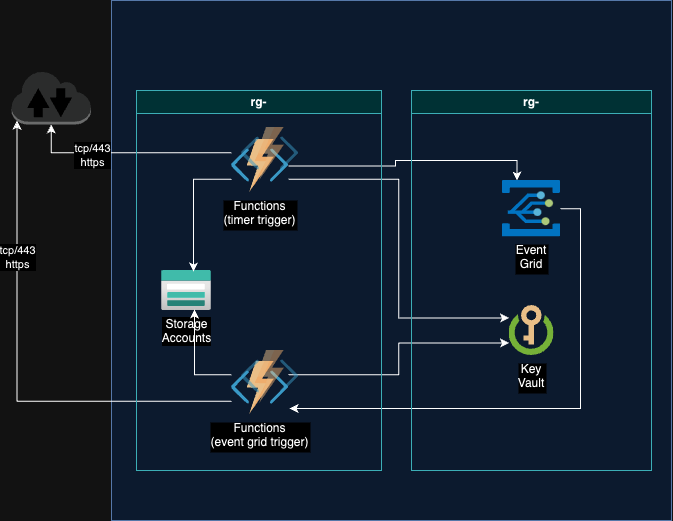 rg-
rg-
tcp/443
https
Functions
(timer trigger)
Event
Grid
tcp/443
https
Storage
Accounts
Key
Vault
Functions
(event grid trigger)